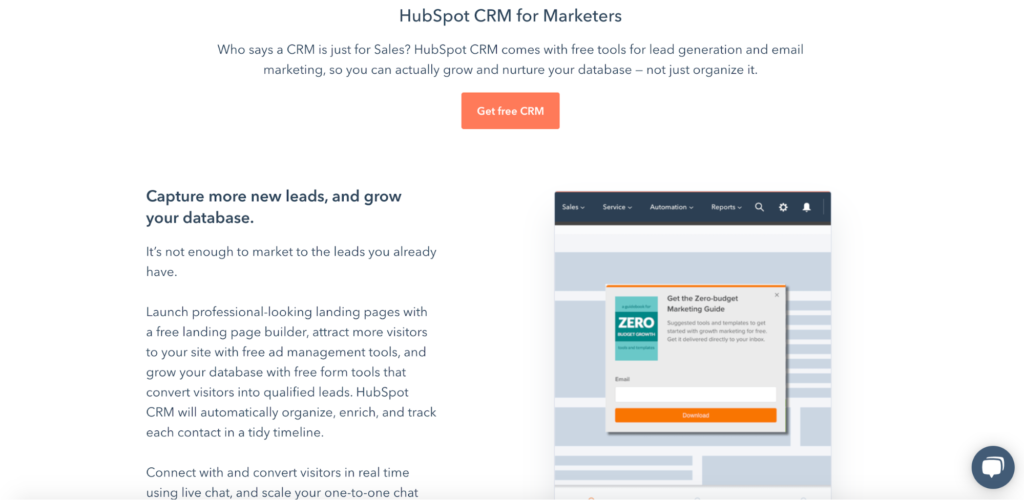 HubSpot CRM for Marketers
Who says a CRM is just for Sales? HubSpot CRM comes with free tools for lead generation and email
marketing, so you can actually grow and nurture your database — not just organize it.
Get free CRM
Capture more new leads, and grow
your database.
It’s not enough to market to the leads you already
have.
Launch professional-looking landing pages with
a free landing page builder, attract more visitors
to your site with free ad management tools, and
grow your database with free form tools that
convert visitors into qualified leads. HubSpot
CRM will automatically organize, enrich, and track
each contact in a tidy timeline.
Connect with and convert visitors in real time
using live chat, and scale your one-to-one chat
Sales
Service
Automation
Reports
a guidebook for
ZERO
BUDGET GROWTH
tools and templates
Get the Zero-budget
Marketing Guide
Suggested tools and templates to get
started with growth marketing for free.
Get it delivered directly to your inbox.
Email
Download